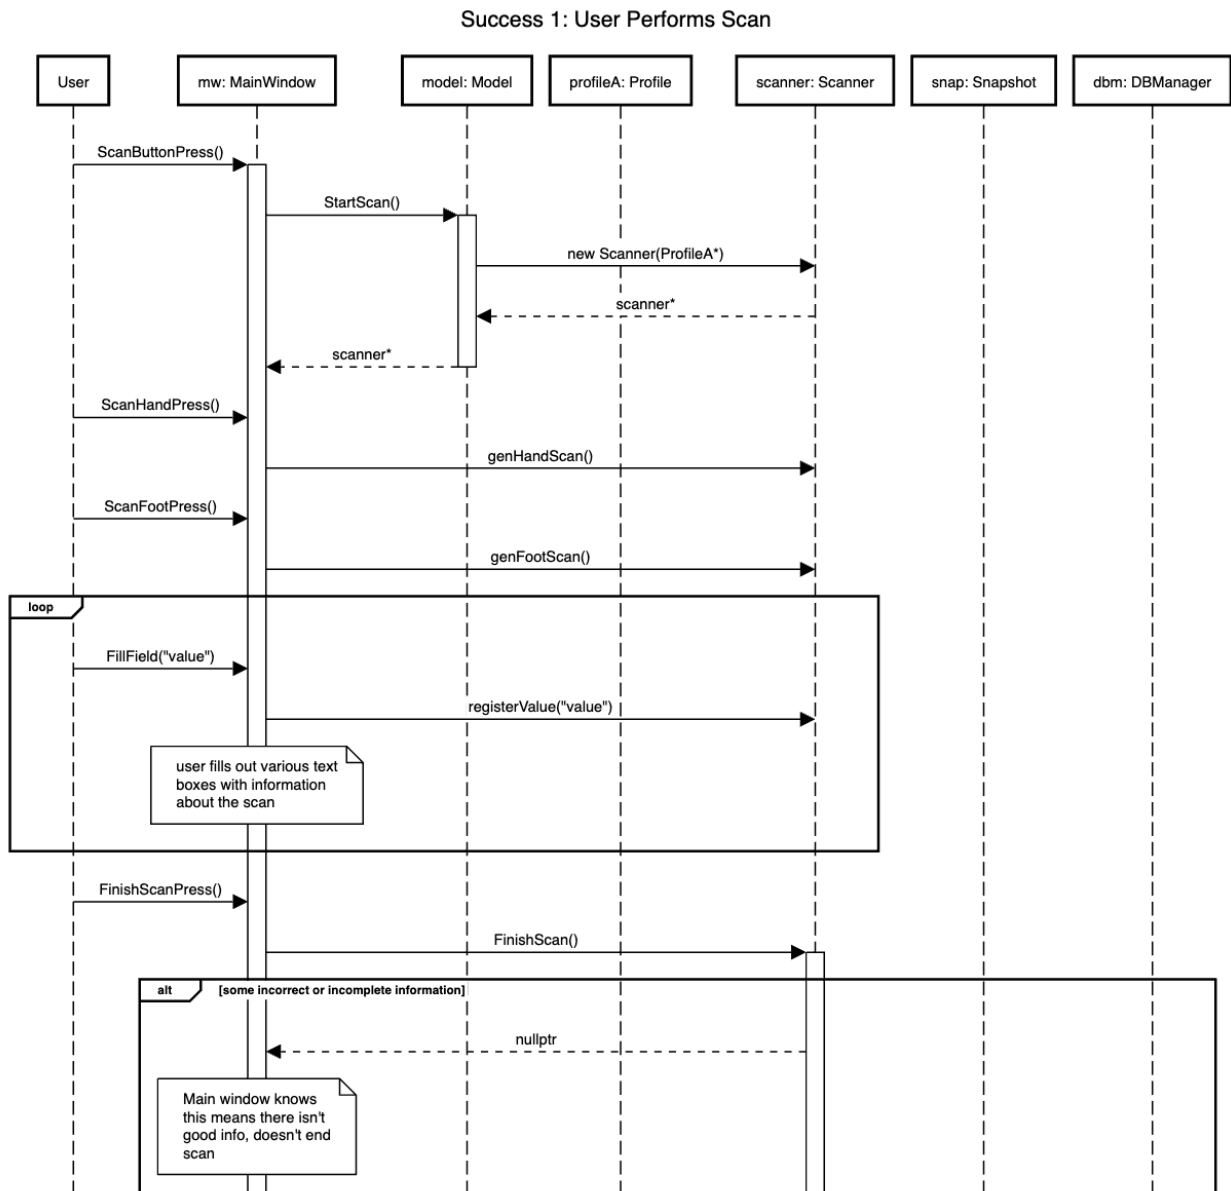 Success 1: User Performs Scan
User
mw: MainWindow
model: Model
profileA: Profile
scanner: Scanner
snap: Snapshot
dbm: DBManager
ScanButtonPress()
StartScan()
new Scanner(ProfileA*)
scanner*
scanner*
ScanHandPress()
genHandScan()
ScanFootPress()
genFootScan()
loop
FillField("value")
registerValue("value")
user fills out various text
boxes with information
about the scan
FinishScanPress()
FinishScan()
alt
[some incorrect or incomplete information]
nullptr
Main window knows
this means there isn't
good info, doesn't end
scan